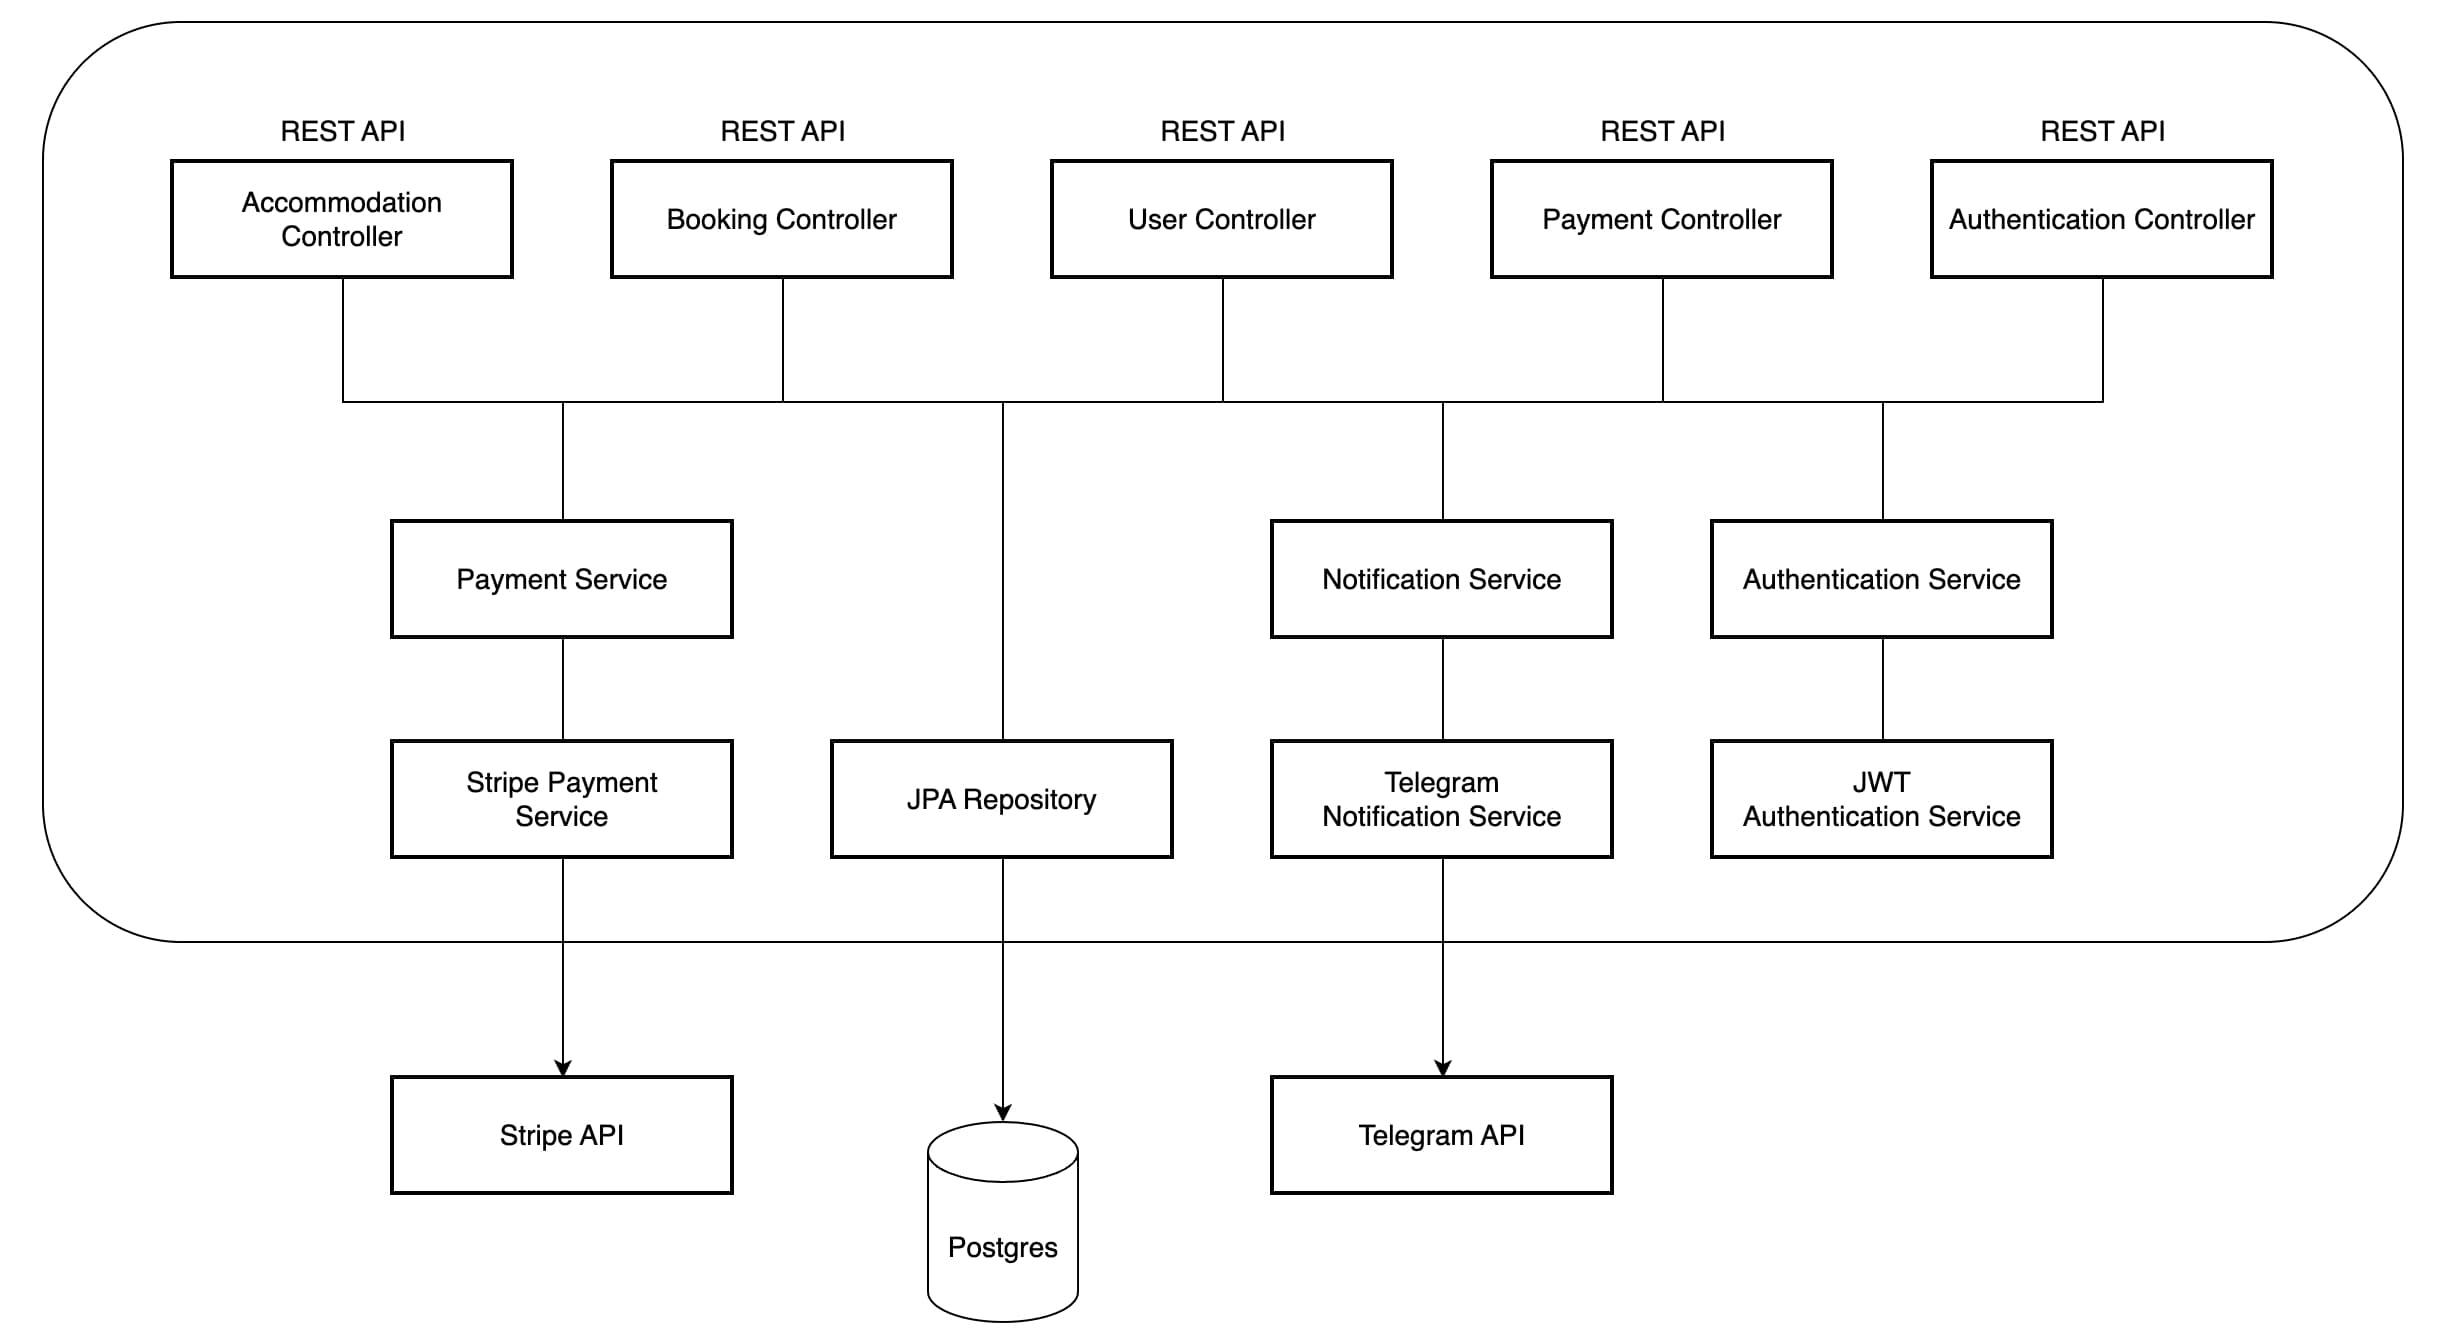 REST API
REST API
REST API
REST API
REST API
Accommodation
Controller
Booking Controller
User Controller
Payment Controller
Authentication Controller
Payment Service
Notification Service
Authentication Service
Stripe Payment
Service
JPA Repository
Telegram
Notification Service
JWT
Authentication Service
Stripe API
Telegram API
Postgres